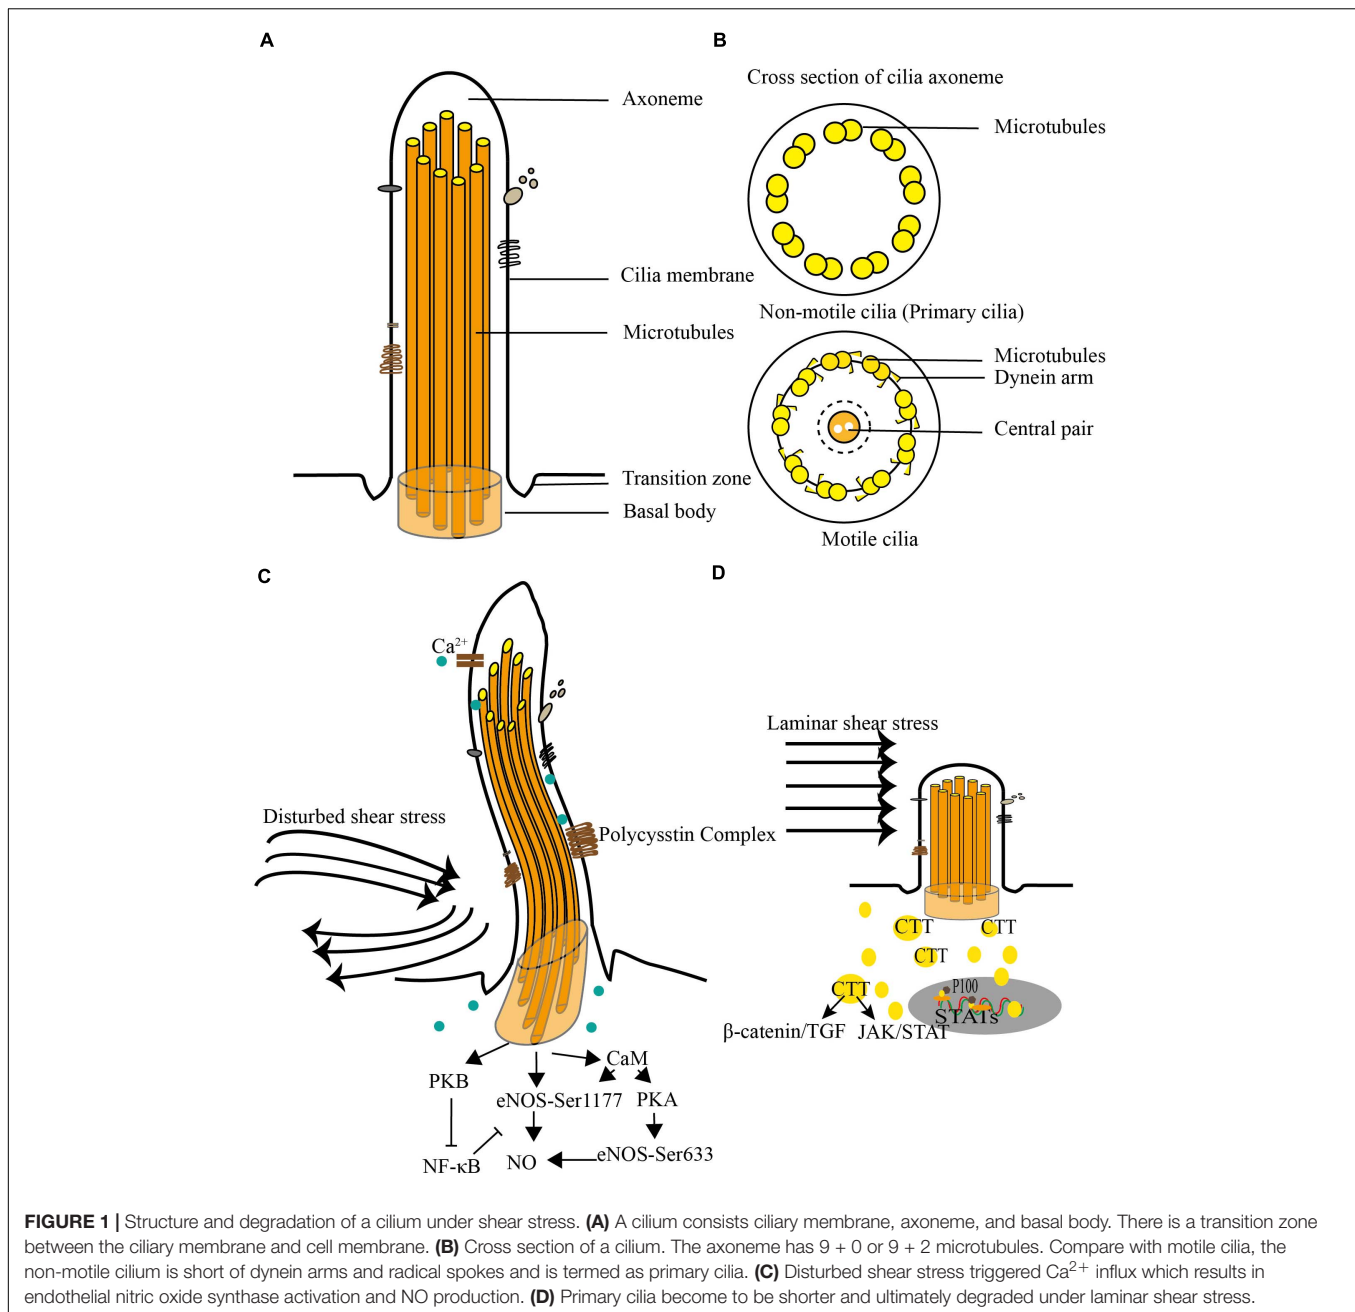 A
Axoneme
Cilia membrane
Microtubules
Transition zone
Basal body
B
Cross section of cilia axoneme
Microtubules
Non-motile cilia (Primary cilia)
Microtubules
Dynein arm
Central pair
Motile cilia
C
Ca2+
Disturbed shear stress
Polycysstin Complex
CaM
PKB
eNOS-Ser1177
PKA
NF-κB
NO
eNOS-Ser633
D
Laminar shear stress
CTT
CTT
CTT
CTT
P100
STATs
β-catenin/TGF
JAK/STAT
FIGURE 1 | Structure and degradation of a cilium under shear stress. (A) A cilium consists ciliary membrane, axoneme, and basal body. There is a transition zone
between the ciliary membrane and cell membrane. (B) Cross section of a cilium. The axoneme has 9 + 0 or 9 + 2 microtubules. Compare with motile cilia, the
non-motile cilium is short of dynein arms and radical spokes and is termed as primary cilia. (C) Disturbed shear stress triggered Ca2+ influx which results in
endothelial nitric oxide synthase activation and NO production. (D) Primary cilia become to be shorter and ultimately degraded under laminar shear stress.